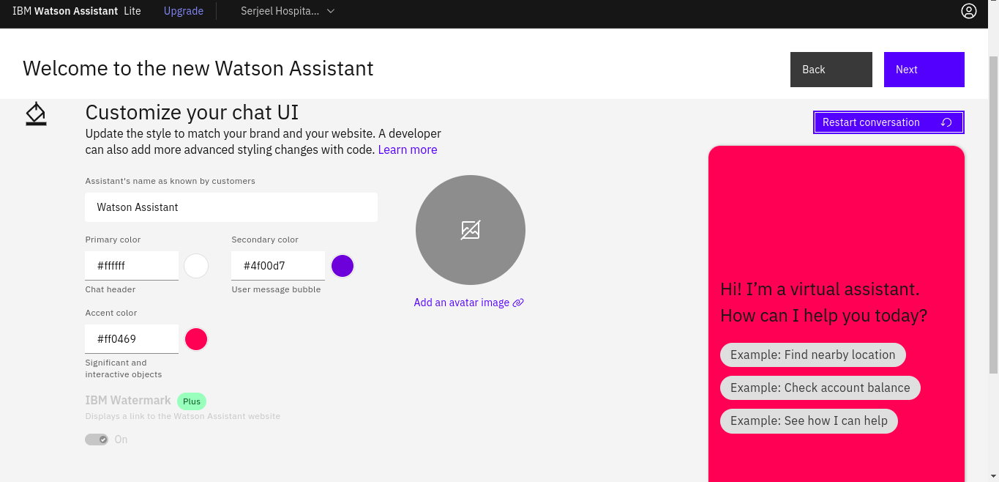 IBM Watson Assistant Lite Upgrade Serjeel Hospita...
Welcome to the new Watson Assistant
Back
Next
Customize your chat UI
Update the style to match your brand and your website. A developer
can also add more advanced styling changes with code. Learn more
Restart conversation
Assistant's name as known by customers
Watson Assistant
Primary color
Secondary color
#ffffff
#4f00d7
Chat header
User message bubble
Add an avatar image
Accent color
#ff0469
Significant and
interactive objects
IBM Watermark Plus
Displays a link to the Watson Assistant website
On
Hi! I’m a virtual assistant.
How can I help you today?
Example: Find nearby location
Example: Check account balance
Example: See how I can help